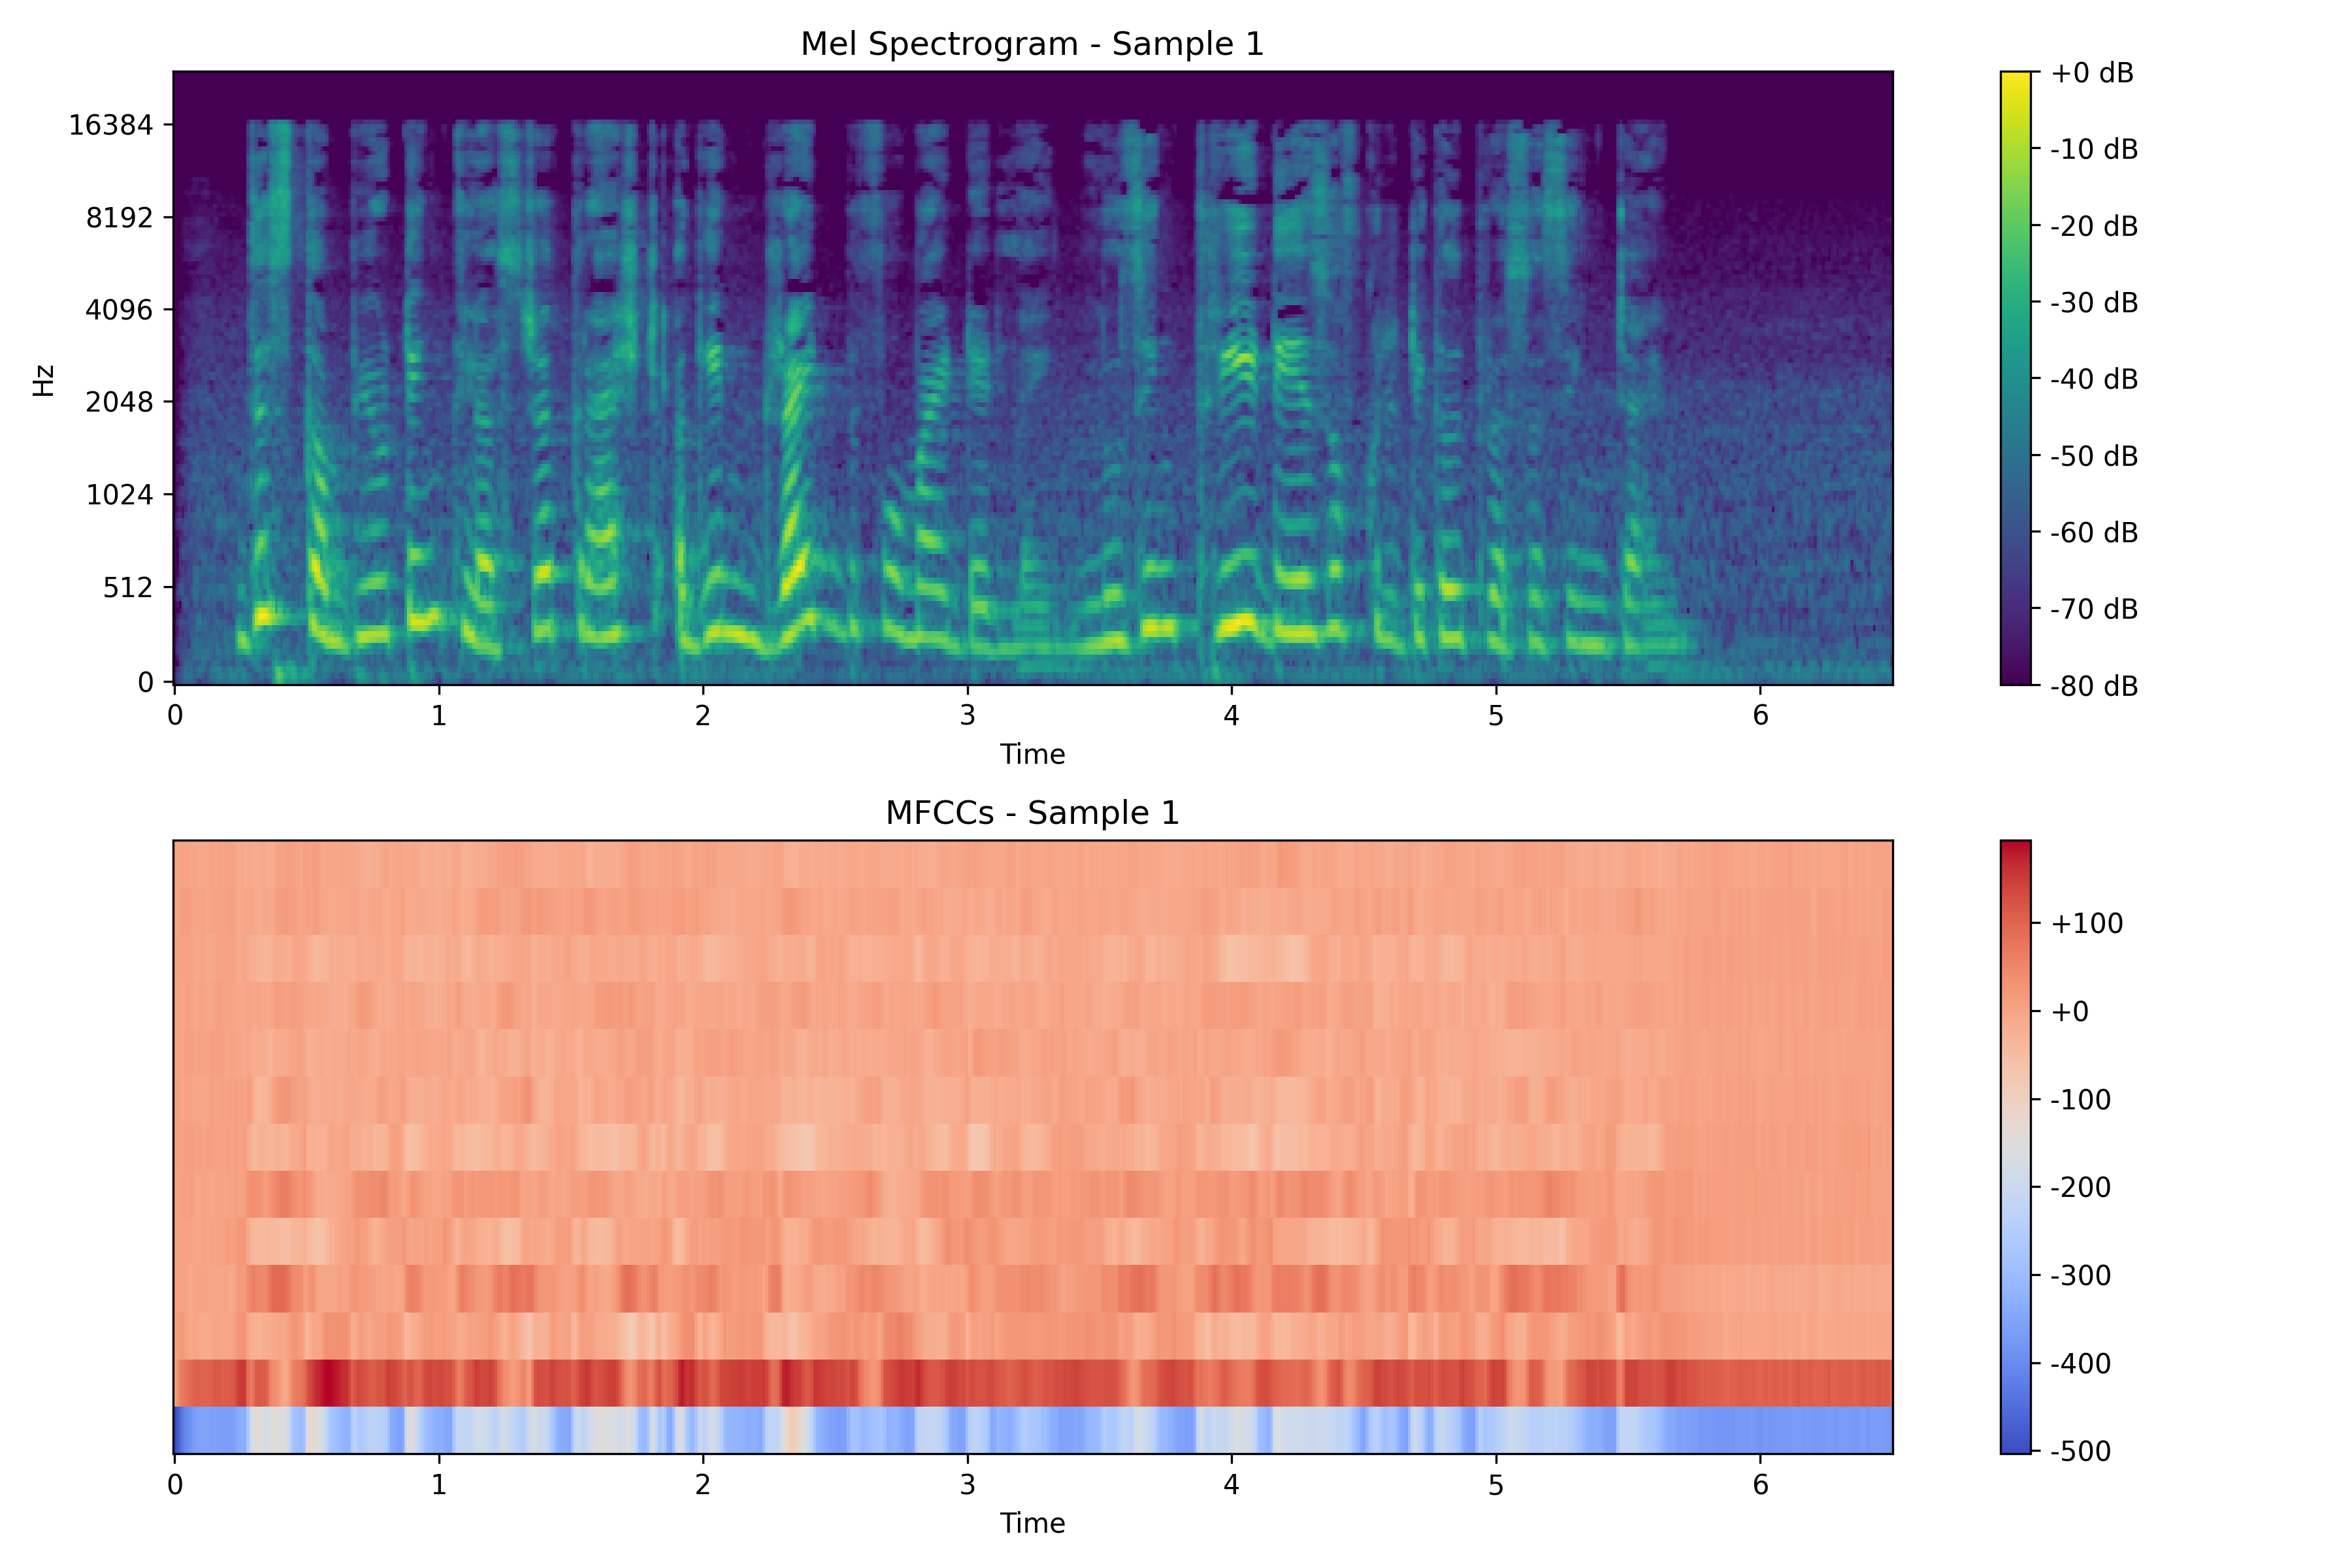 Mel Spectrogram - Sample 1
+0 dB
16384
-10 dB
8192
-20 dB
4096
-30 dB
Hz
-40 dB
2048
-50 dB
1024
-60 dB
512
-70 dB
0
-80 dB
0 1 2 3 4 5 6
Time
MFCCs - Sample 1
+100
+0
-100
-200
-300
-400
-500
0 1 2 3 4 5 6
Time